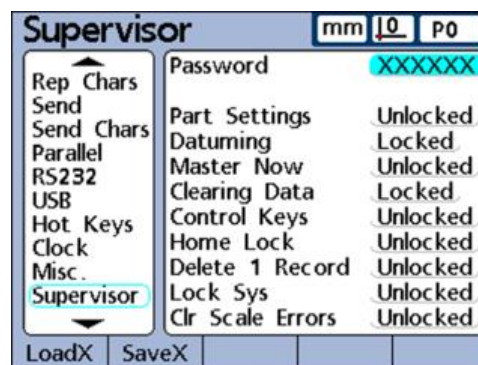 Supervisor mm 0 P0
Rep Chars
Send
Send Chars
Parallel
RS232
USB
Hot Keys
Clock
Misc.
Supervisor
Password XXXXXX
Part Settings Unlocked
Datuming Locked
Master Now Unlocked
Clearing Data Locked
Control Keys Unlocked
Home Lock Unlocked
Delete 1 Record Unlocked
Lock Sys Unlocked
Clr Scale Errors Unlocked
LoadX SaveX